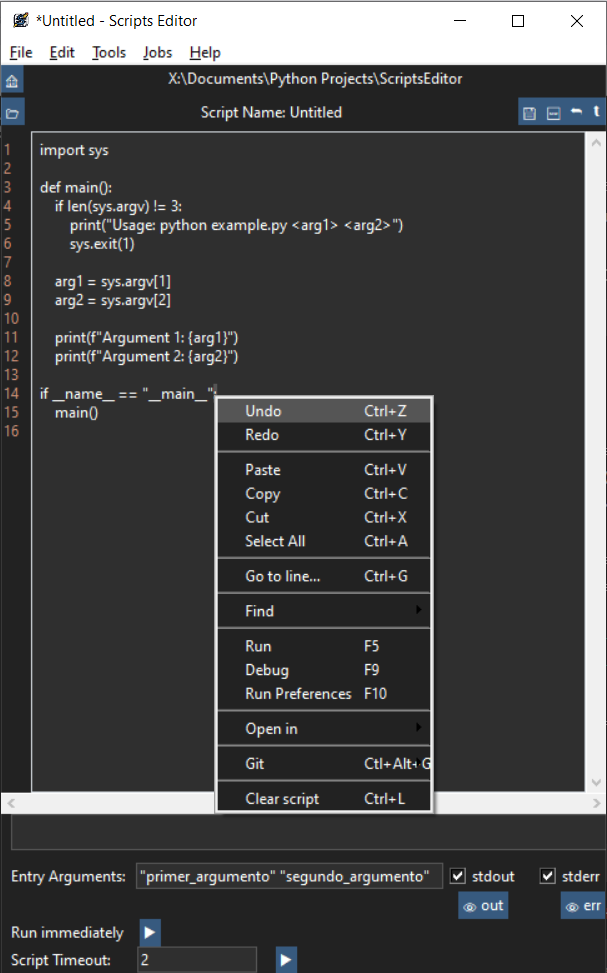 *Untitled - Scripts Editor
File Edit Tools Jobs Help
X:\Documents\Python Projects\ScriptsEditor
Script Name: Untitled
1 import sys
2
3 def main():
4     if len(sys.argv) != 3:
5         print("Usage: python example.py <arg1> <arg2>")
6         sys.exit(1)
7
8     arg1 = sys.argv[1]
9     arg2 = sys.argv[2]
10
11     print(f"Argument 1: {arg1}")
12     print(f"Argument 2: {arg2}")
13
14 if __name__ == "__main__":
15     main()
16
Undo Ctrl+Z
Redo Ctrl+Y
Paste Ctrl+V
Copy Ctrl+C
Cut Ctrl+X
Select All Ctrl+A
Go to line... Ctrl+G
Find
Run F5
Debug F9
Run Preferences F10
Open in
Git Ctl+Alt+G
Clear script Ctrl+L
Entry Arguments: "primer_argumento" "segundo_argumento" stdout stderr
out err
Run immediately
Script Timeout: 2